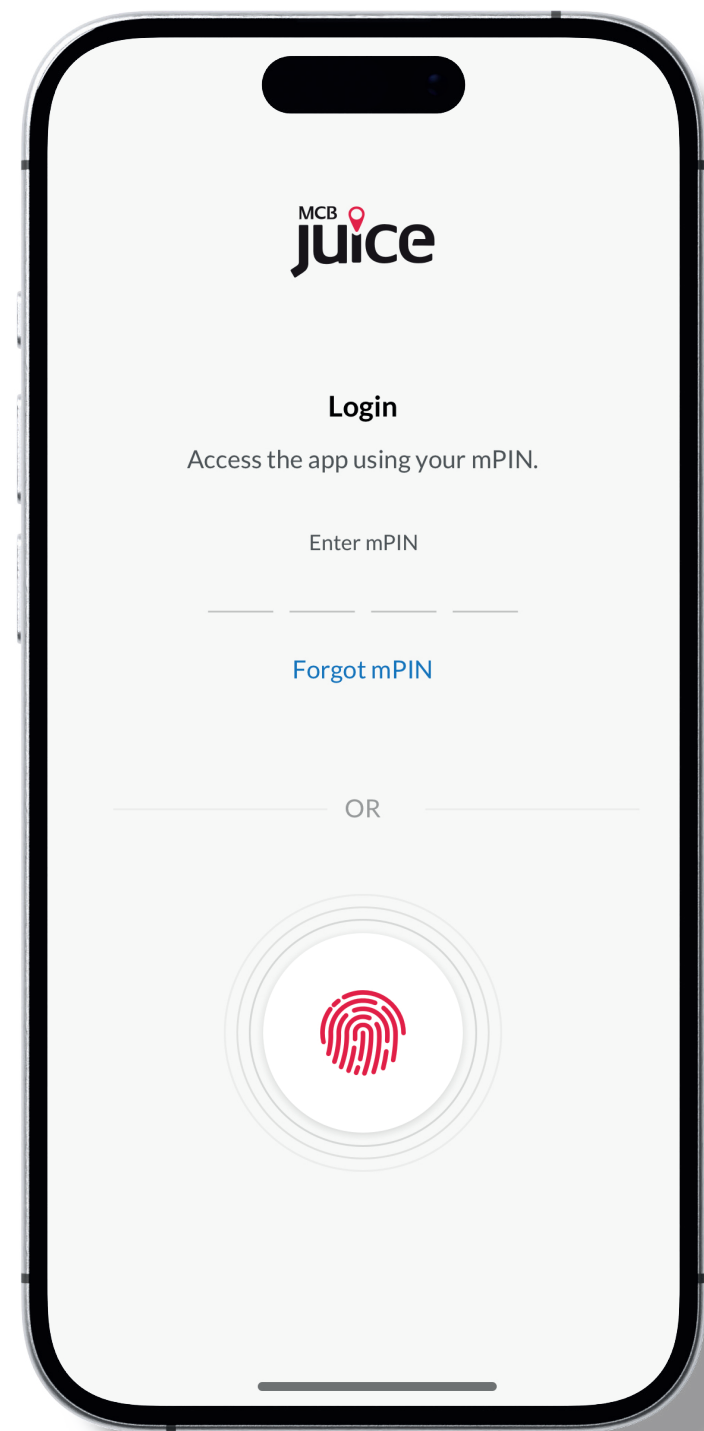 MCB
juice
Login
Access the app using your mPIN.
Enter mPIN
Forgot mPIN
OR